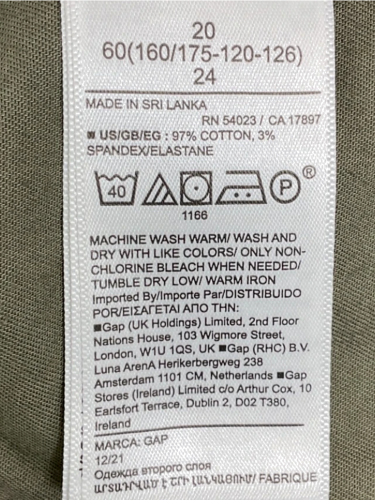 20
60(160/175-120-126)
24
MADE IN SRI LANKA
RN 54023 / CA 17897
■ US/GB/EG : 97% COTTON, 3%
SPANDEX/ELASTANE
40 P ®
1166
MACHINE WASH WARM/ WASH AND
DRY WITH LIKE COLORS/ ONLY NON-
CHLORINE BLEACH WHEN NEEDED/
TUMBLE DRY LOW/ WARM IRON
Imported By/Importe Par/DISTRIBUIDO
POR/ΕΙΣΑΓΕΤΑΙ ΑΠΟ ΤΗΝ:
■Gap (UK Holdings) Limited, 2nd Floor
Nations House, 103 Wigmore Street,
London, W1U 1QS, UK ■Gap (RHC) B.V.
Luna ArenA Herikerbergweg 238
Amsterdam 1101 CM, Netherlands ■Gap
Stores (Ireland) Limited c/o Arthur Cox, 10
Earlsfort Terrace, Dublin 2, D02 T380,
Ireland
MARCA: GAP
12/21
Одежда второго слоя
ԱՐՏԱԴՐՎԱԾ Է ՇՐԻ ԼԱՆԿԱՅՈՒՄ/ FABRIQUE